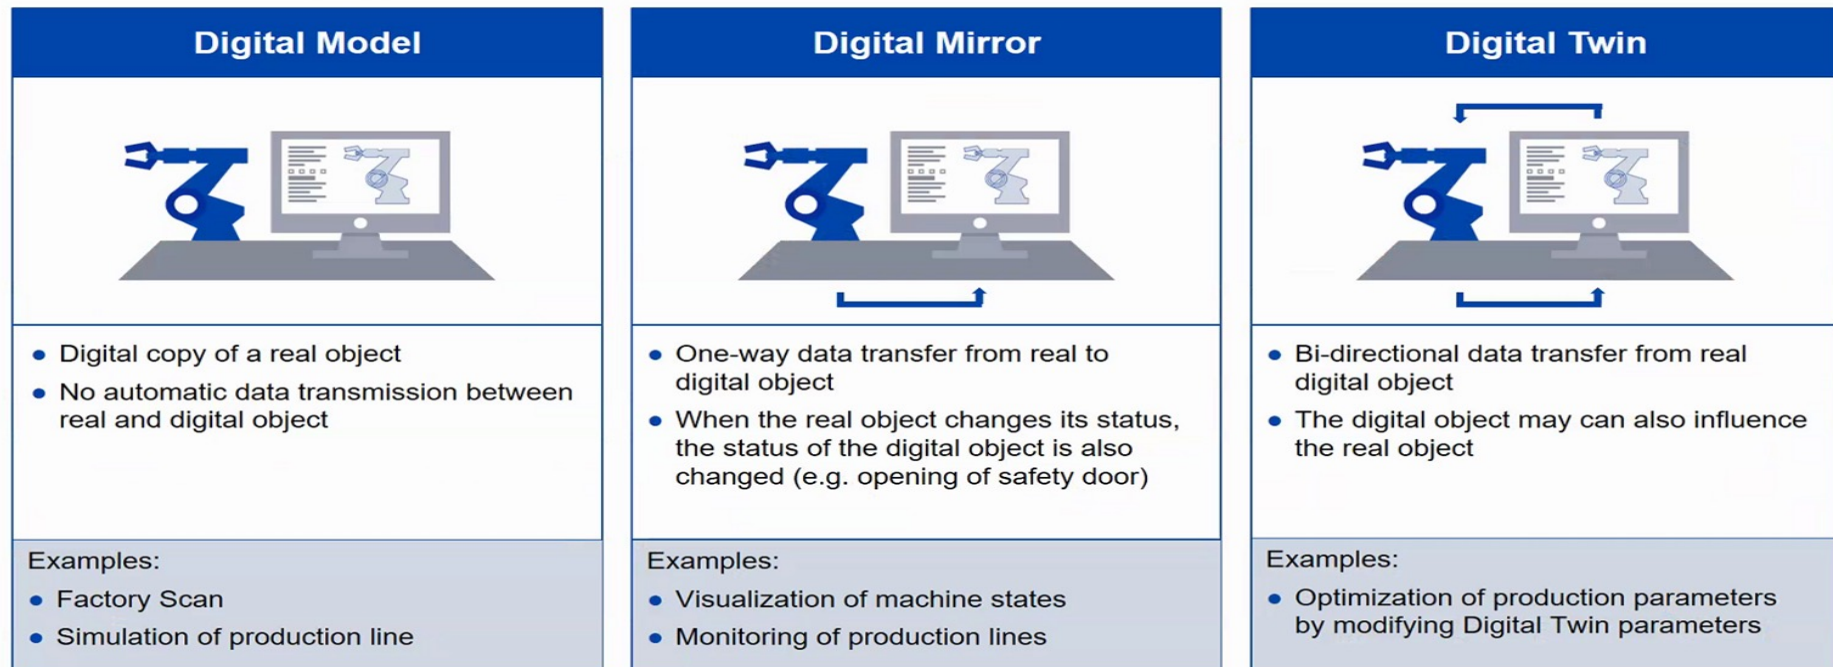 Digital Model
Digital copy of a real object
No automatic data transmission between
real and digital object
Examples:
Factory Scan
Simulation of production line
Digital Mirror
One-way data transfer from real to
digital object
When the real object changes its status,
the status of the digital object is also
changed (e.g. opening of safety door)
Examples:
Visualization of machine states
Monitoring of production lines
Digital Twin
Bi-directional data transfer from real
digital object
The digital object may can also influence
the real object
Examples:
Optimization of production parameters
by modifying Digital Twin parameters